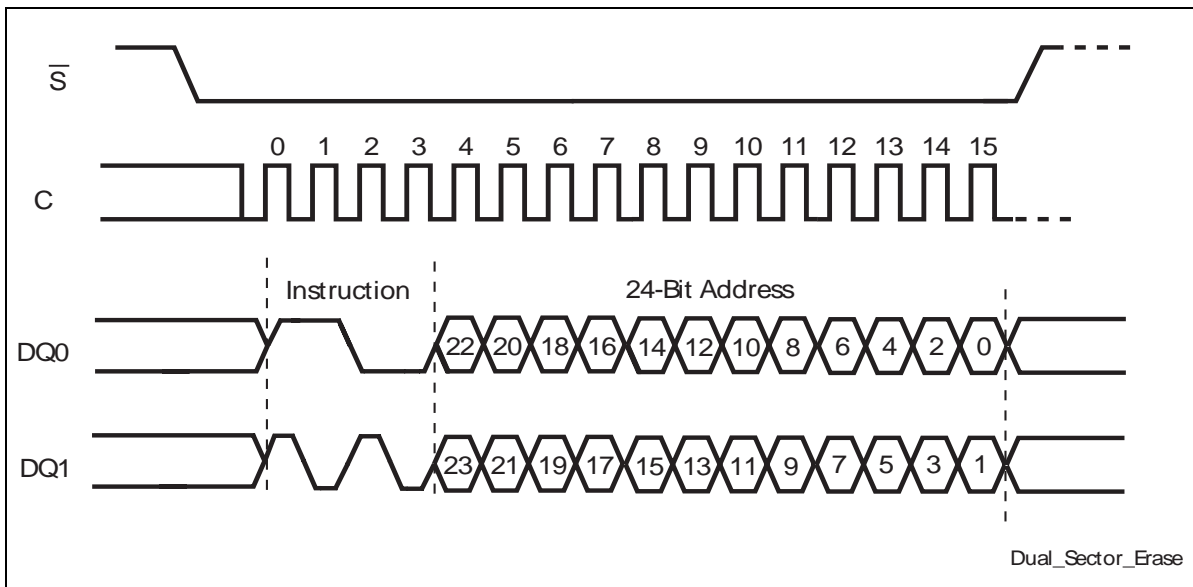 S
0 1 2 3 4 5 6 7 8 9 10 11 12 13 14 15
C
Instruction 24-Bit Address
DQ0 22 20 18 16 14 12 10 8 6 4 2 0
DQ1 23 21 19 17 15 13 11 9 7 5 3 1
Dual_Sector_Erase